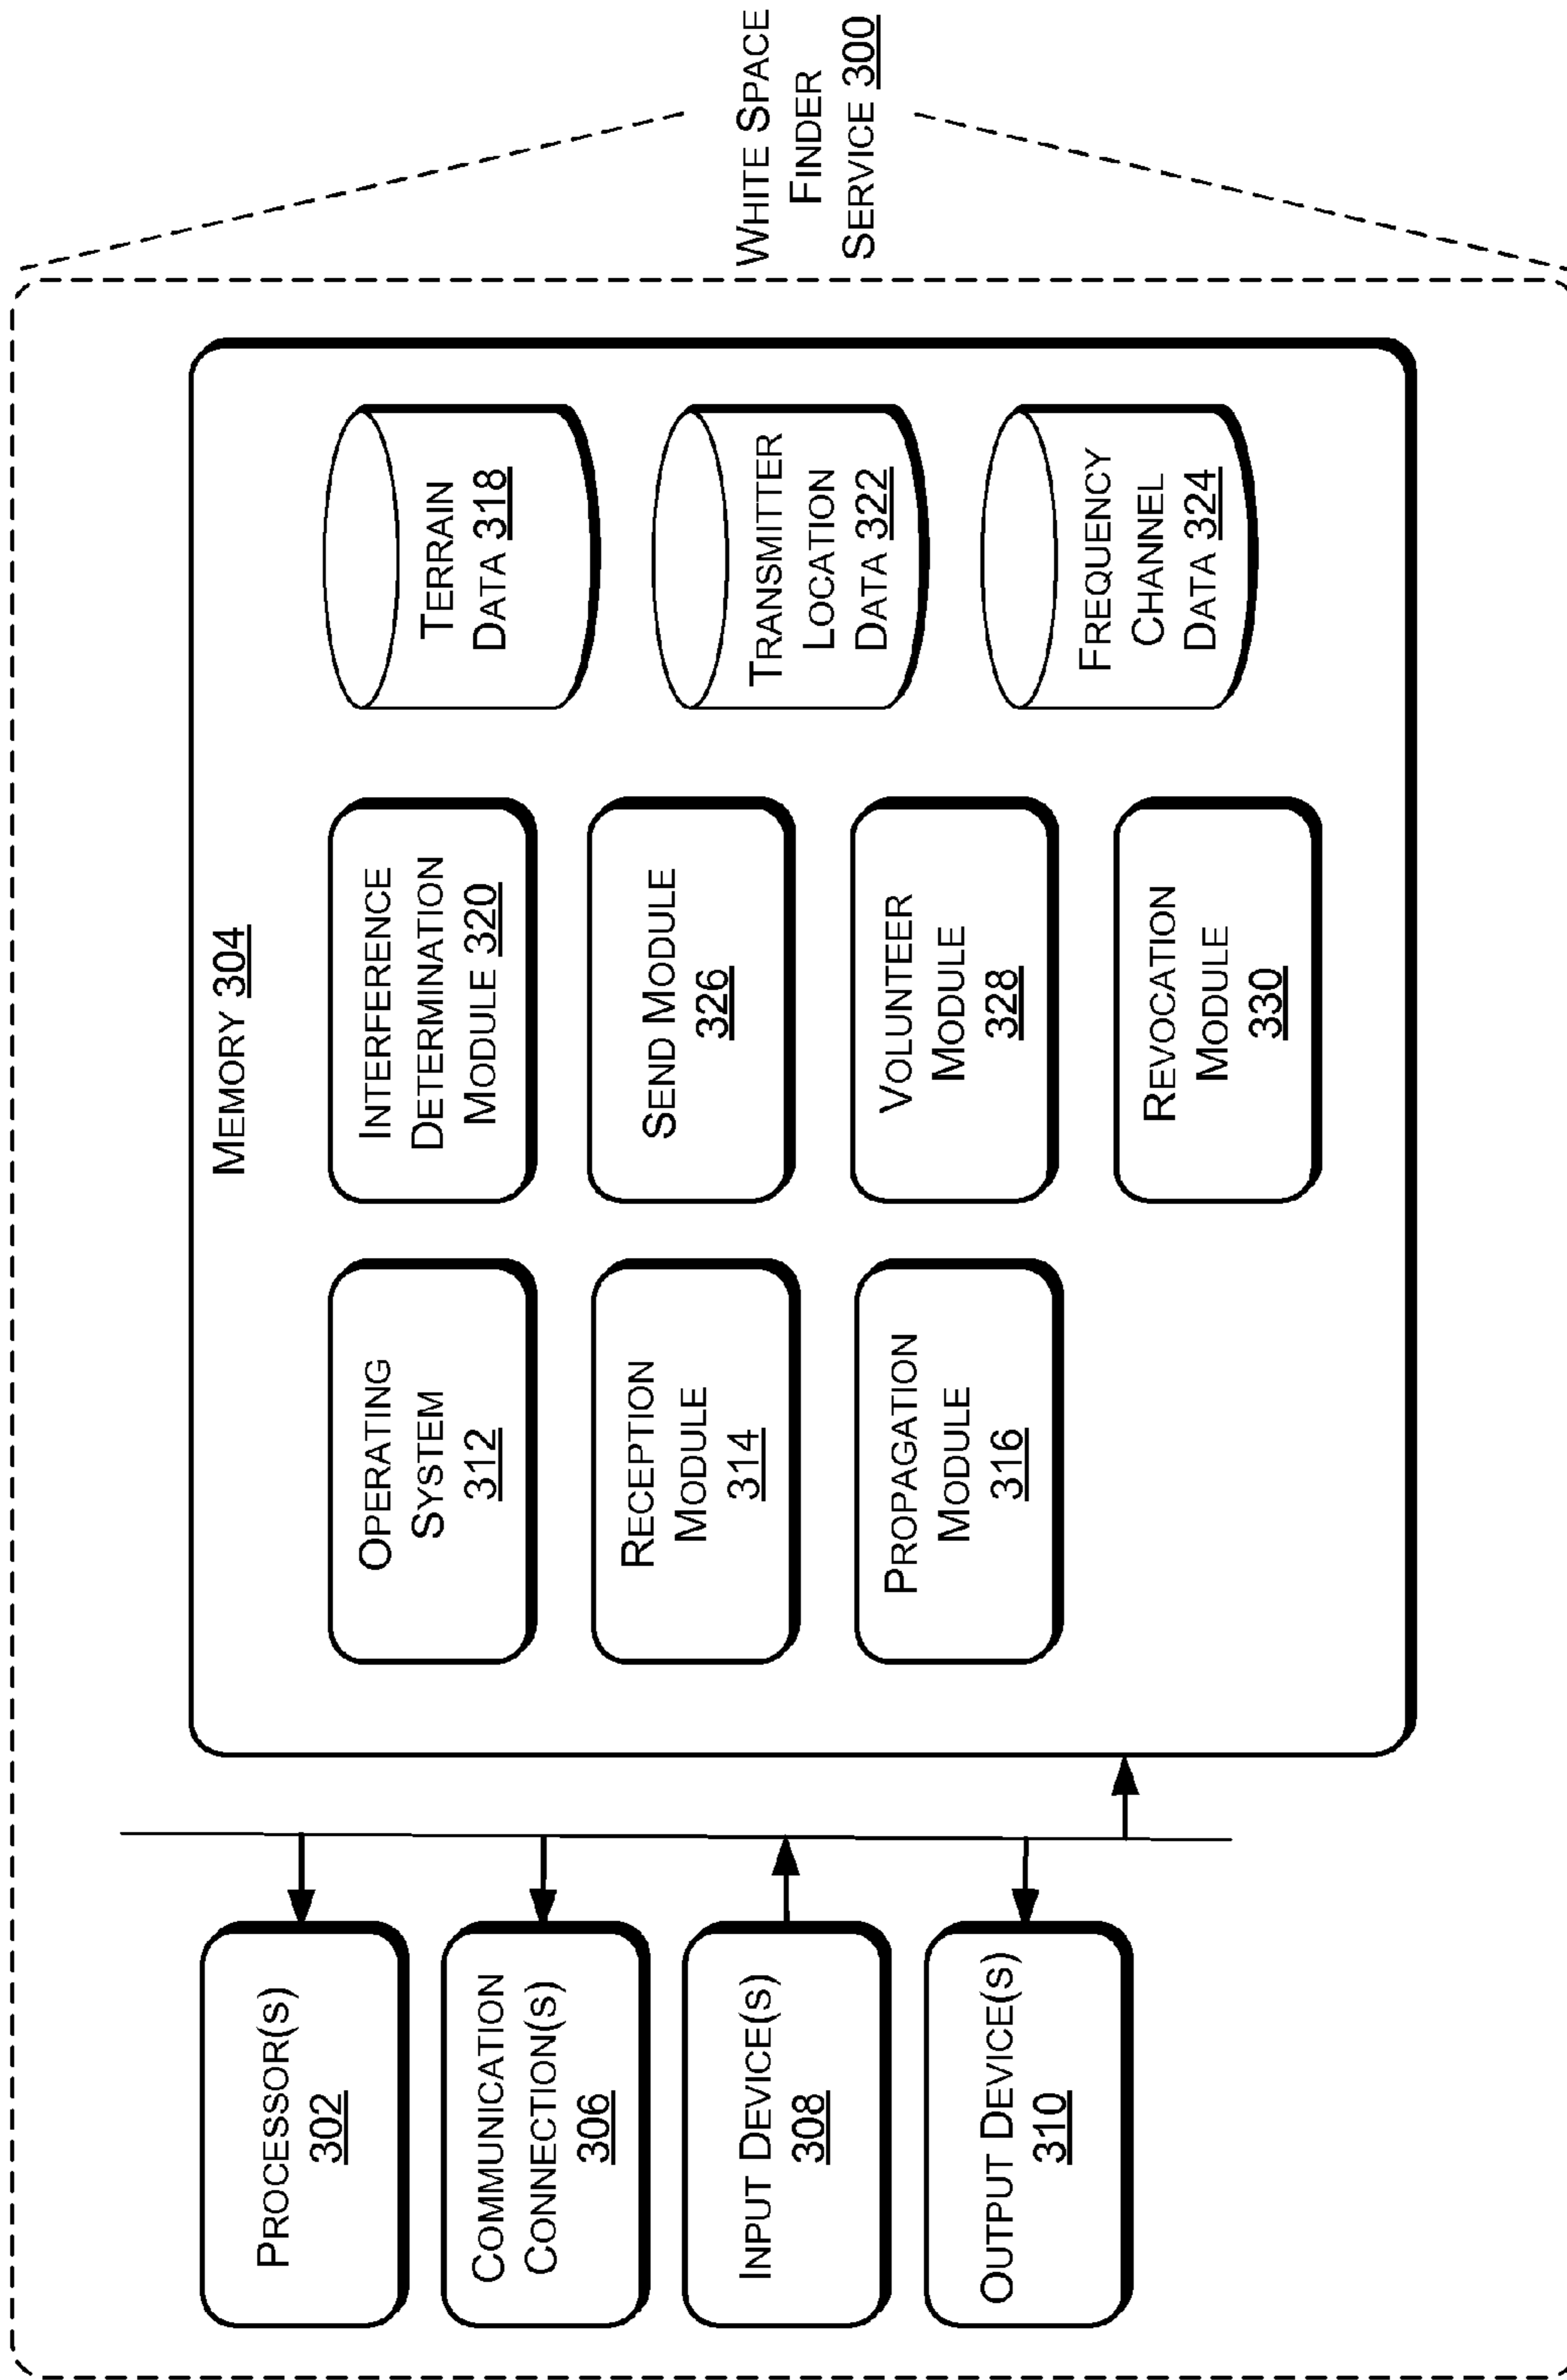 WHITE SPACE
FINDER
SERVICE 300
PROCESSOR(S)
302
COMMUNICATION
CONNECTION(S)
306
INPUT DEVICE(S)
308
OUTPUT DEVICE(S)
310
MEMORY 304
OPERATING
SYSTEM
312
RECEPTION
MODULE
314
PROPAGATION
MODULE
316
INTERFERENCE
DETERMINATION
MODULE 320
SEND MODULE
326
VOLUNTEER
MODULE
328
REVOCATION
MODULE
330
TERRAIN
DATA 318
TRANSMITTER
LOCATION
DATA 322
FREQUENCY
CHANNEL
DATA 324